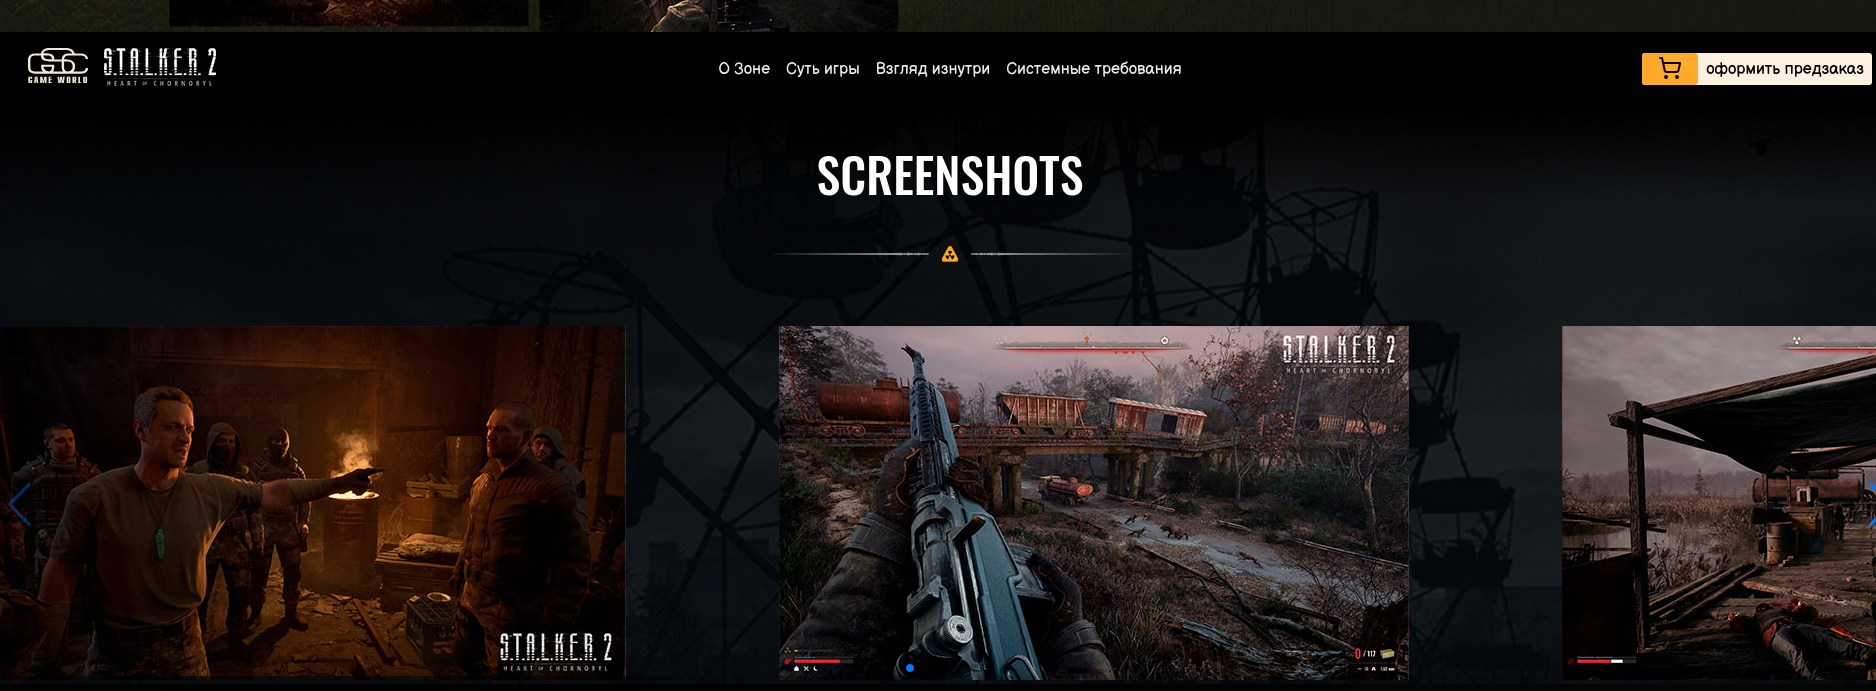 GSC
GAME WORLD
S.T.A.L.K.E.R. 2
HEART OF CHORNOBYL
О Зоне
Суть игры
Взгляд изнутри
Системные требования
оформить предзаказ
SCREENSHOTS
S.T.A.L.K.E.R. 2
HEART OF CHORNOBYL
S.T.A.L.K.E.R. 2
HEART OF CHORNOBYL
0 / 117